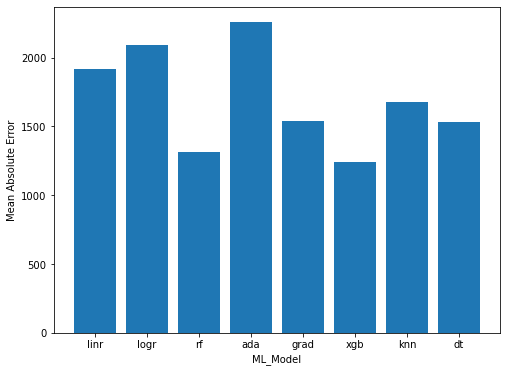 Mean Absolute Error
2000
1500
1000
500
0
linr logr rf ada grad xgb knn dt
ML_Model